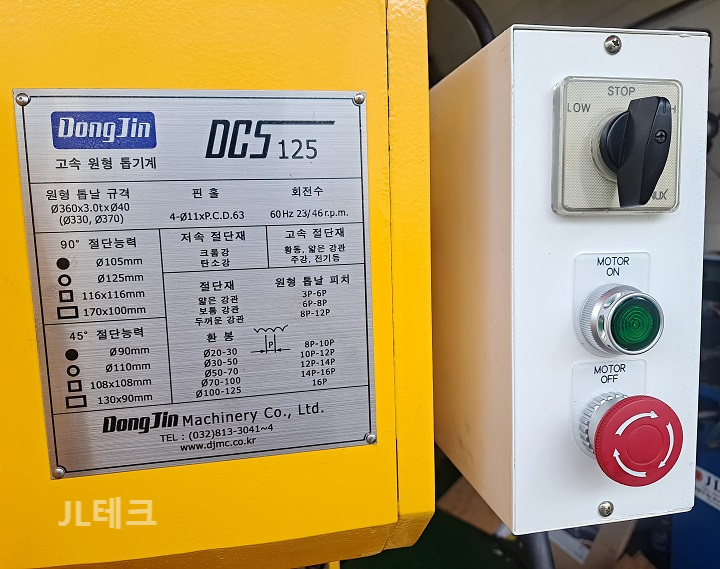 DongJin
DCS 125
고속 원형 톱기계
원형 톱날 규격
Ø360x3.0txØ40
(Ø330, Ø370)
핀 홀
4-Ø11xP.C.D.63
회전수
60Hz 23/46 r.p.m.
90° 절단능력
Ø105mm
Ø125mm
116x116mm
170x100mm
저속 절단재
크롬강
탄소강
고속 절단재
황동, 얇은 강관
주강, 전기등
절단재
원형 톱날 피치
얇은 강관 3P-6P
보통 강관 6P-8P
두꺼운 강관 8P-12P
환 봉
P
Ø20-30 8P-10P
Ø30-50 10P-12P
Ø50-70 12P-14P
Ø70-100 14P-16P
Ø100-125 16P
45° 절단능력
Ø90mm
Ø110mm
108x108mm
130x90mm
DongJin Machinery Co., Ltd.
TEL : (032)813-3041~4
www.djmc.co.kr
JL테크
STOP
LOW
MOTOR
ON
MOTOR
OFF
JL